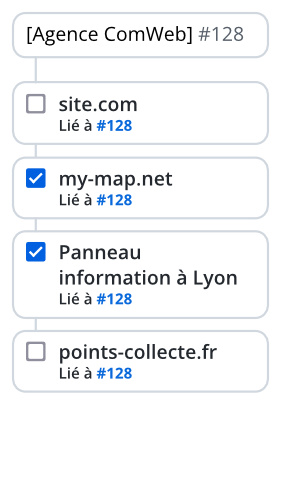 [Agence ComWeb] #128
site.com
Lié à #128
my-map.net
Lié à #128
Panneau
information à Lyon
Lié à #128
points-collecte.fr
Lié à #128